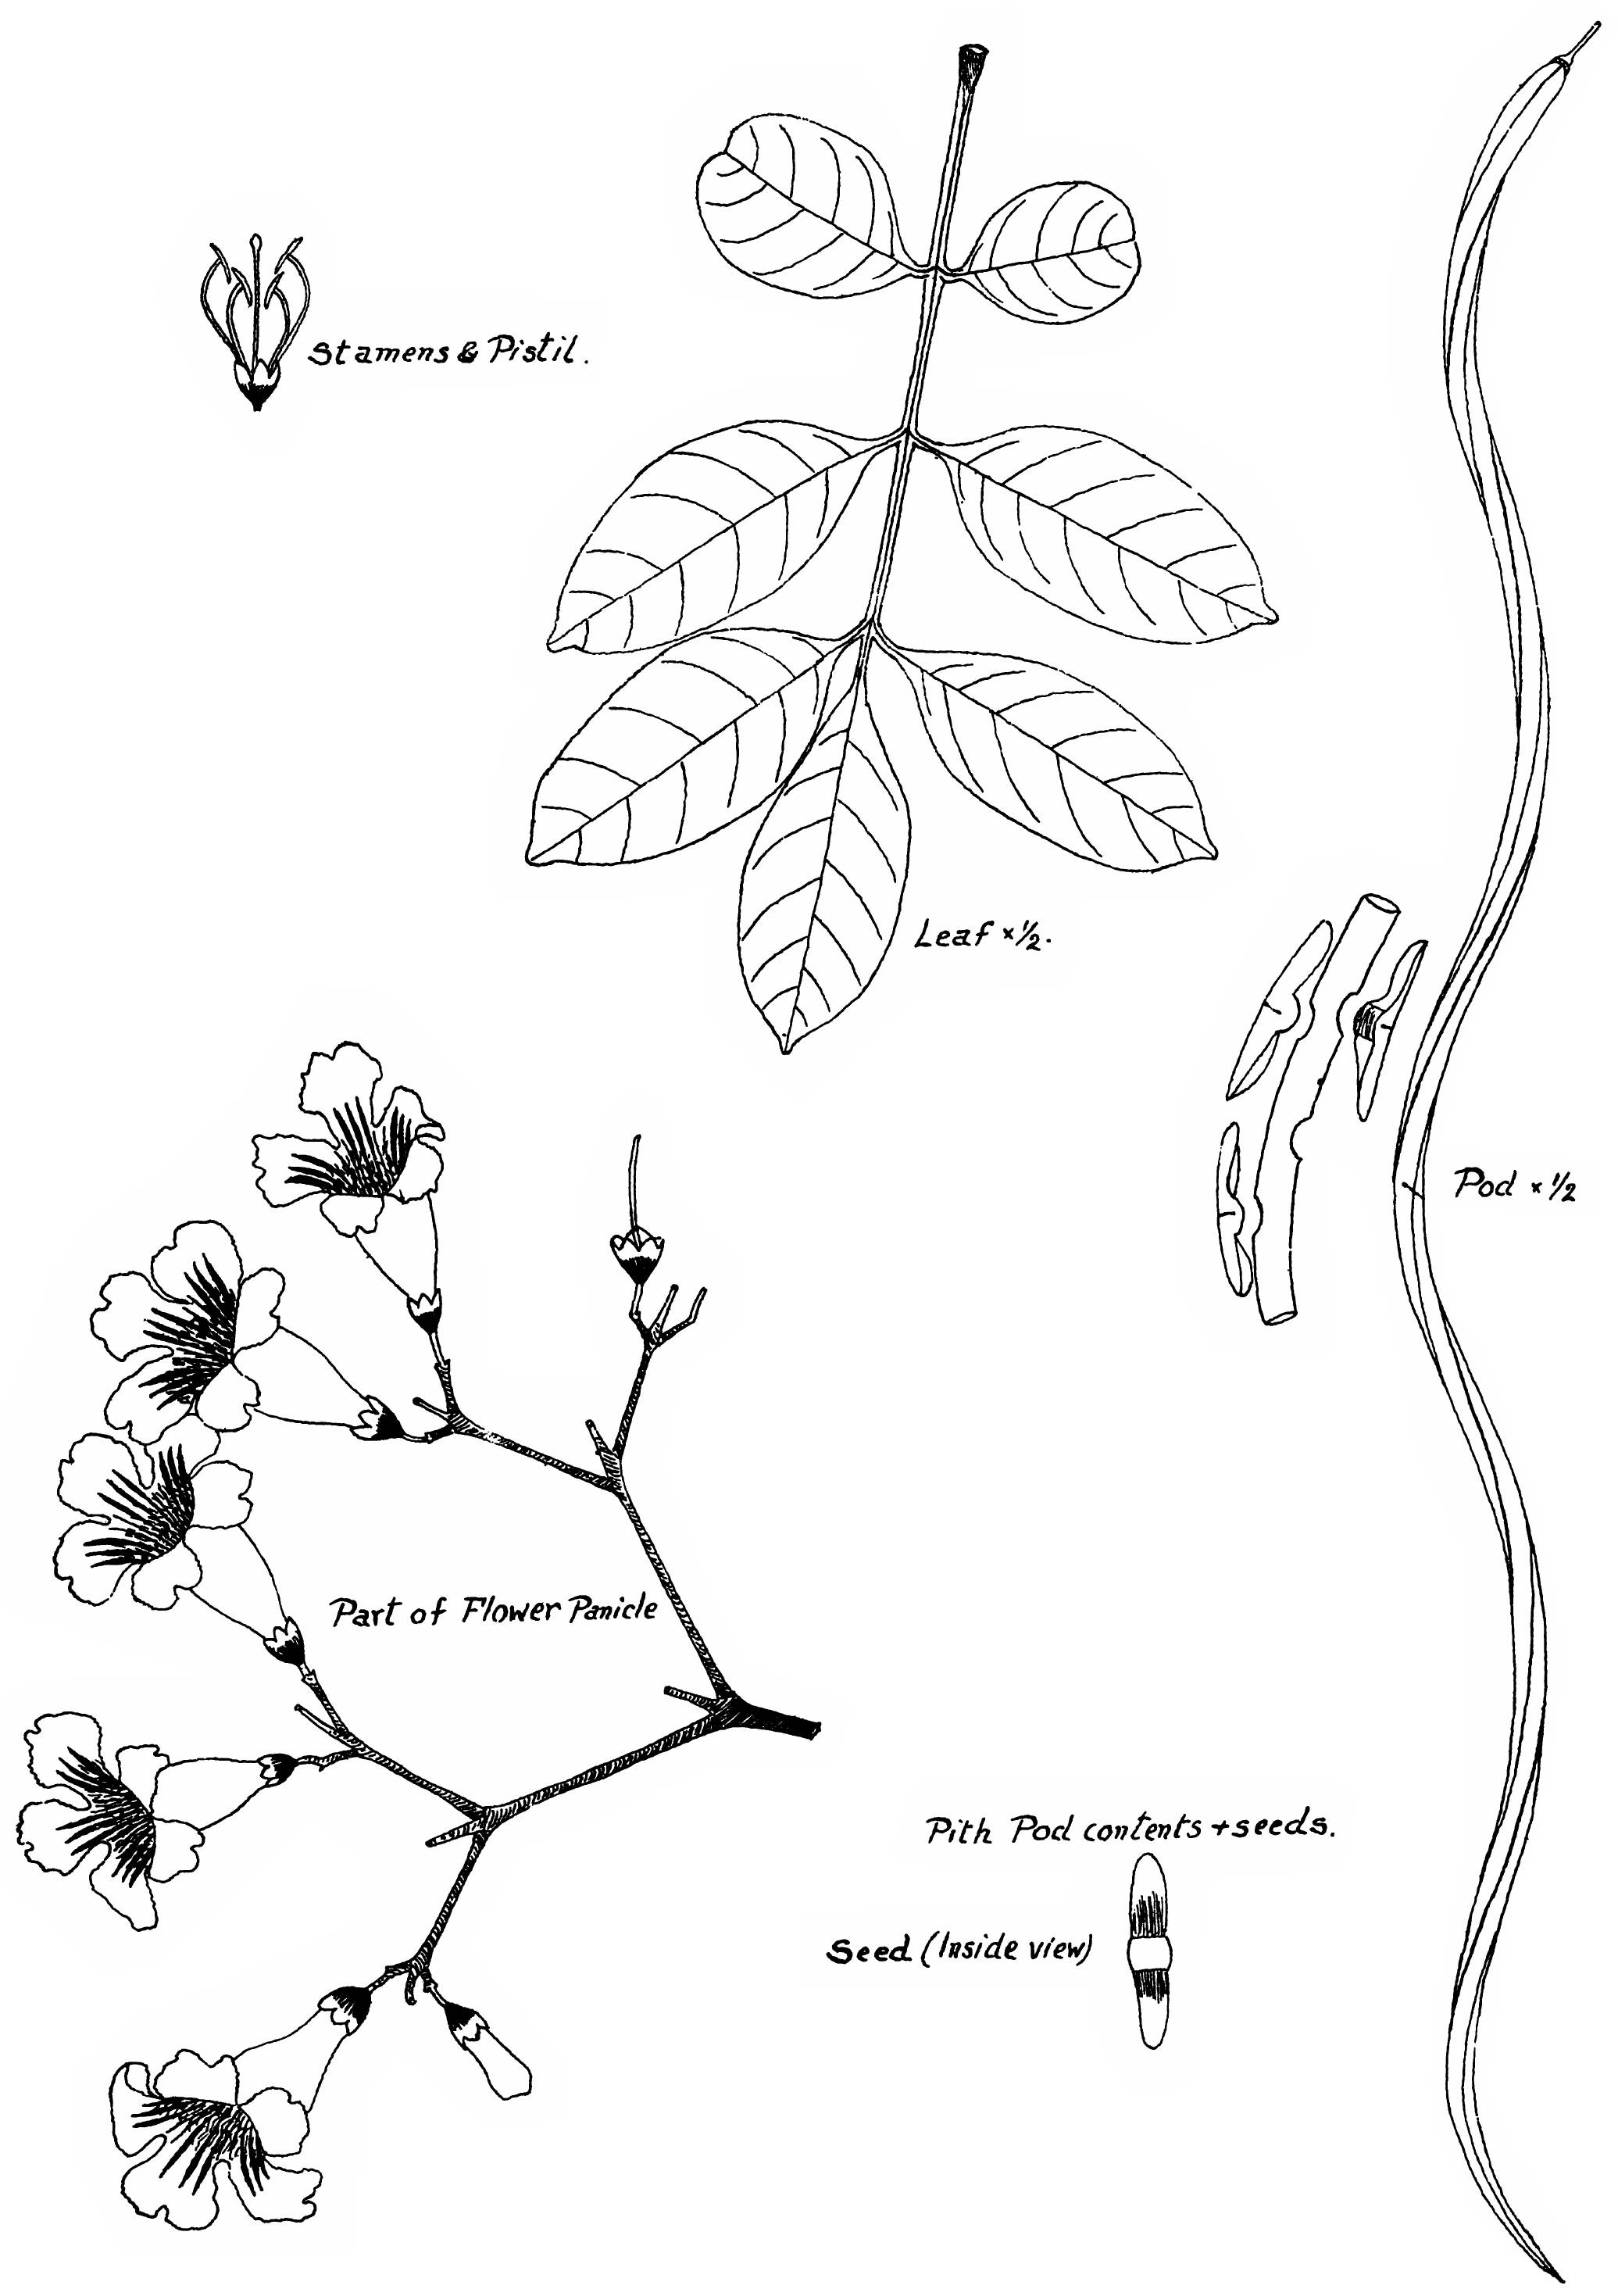 Stamens & Pistil.
Leaf × 1/2.
Pod × 1/2
Part of Flower Panicle
Pith Pod contents + seeds.
Seed (Inside view)